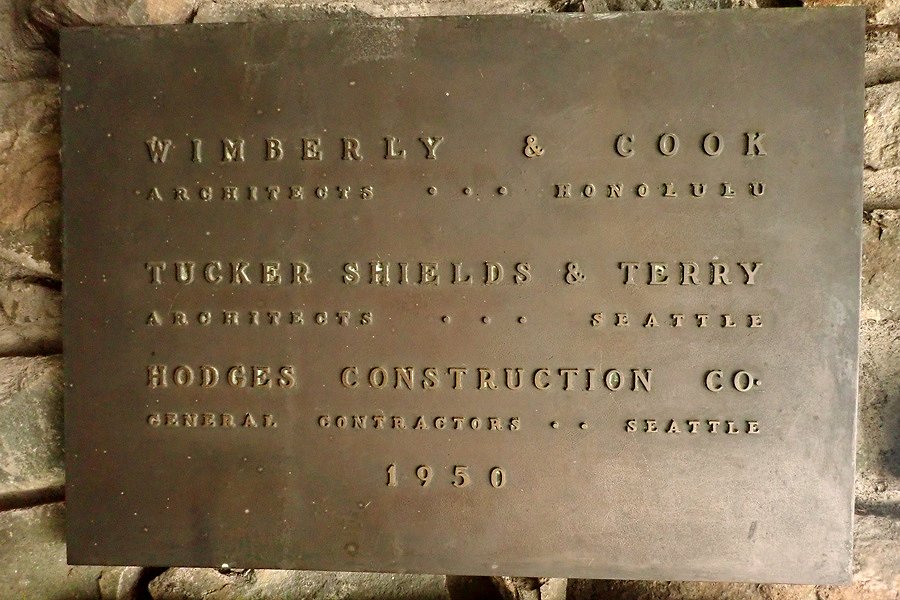 WIMBERLY & COOK
ARCHITECTS • • • HONOLULU
TUCKER SHIELDS & TERRY
ARCHITECTS • • • SEATTLE
HODGES CONSTRUCTION CO.
GENERAL CONTRACTORS • • SEATTLE
1950